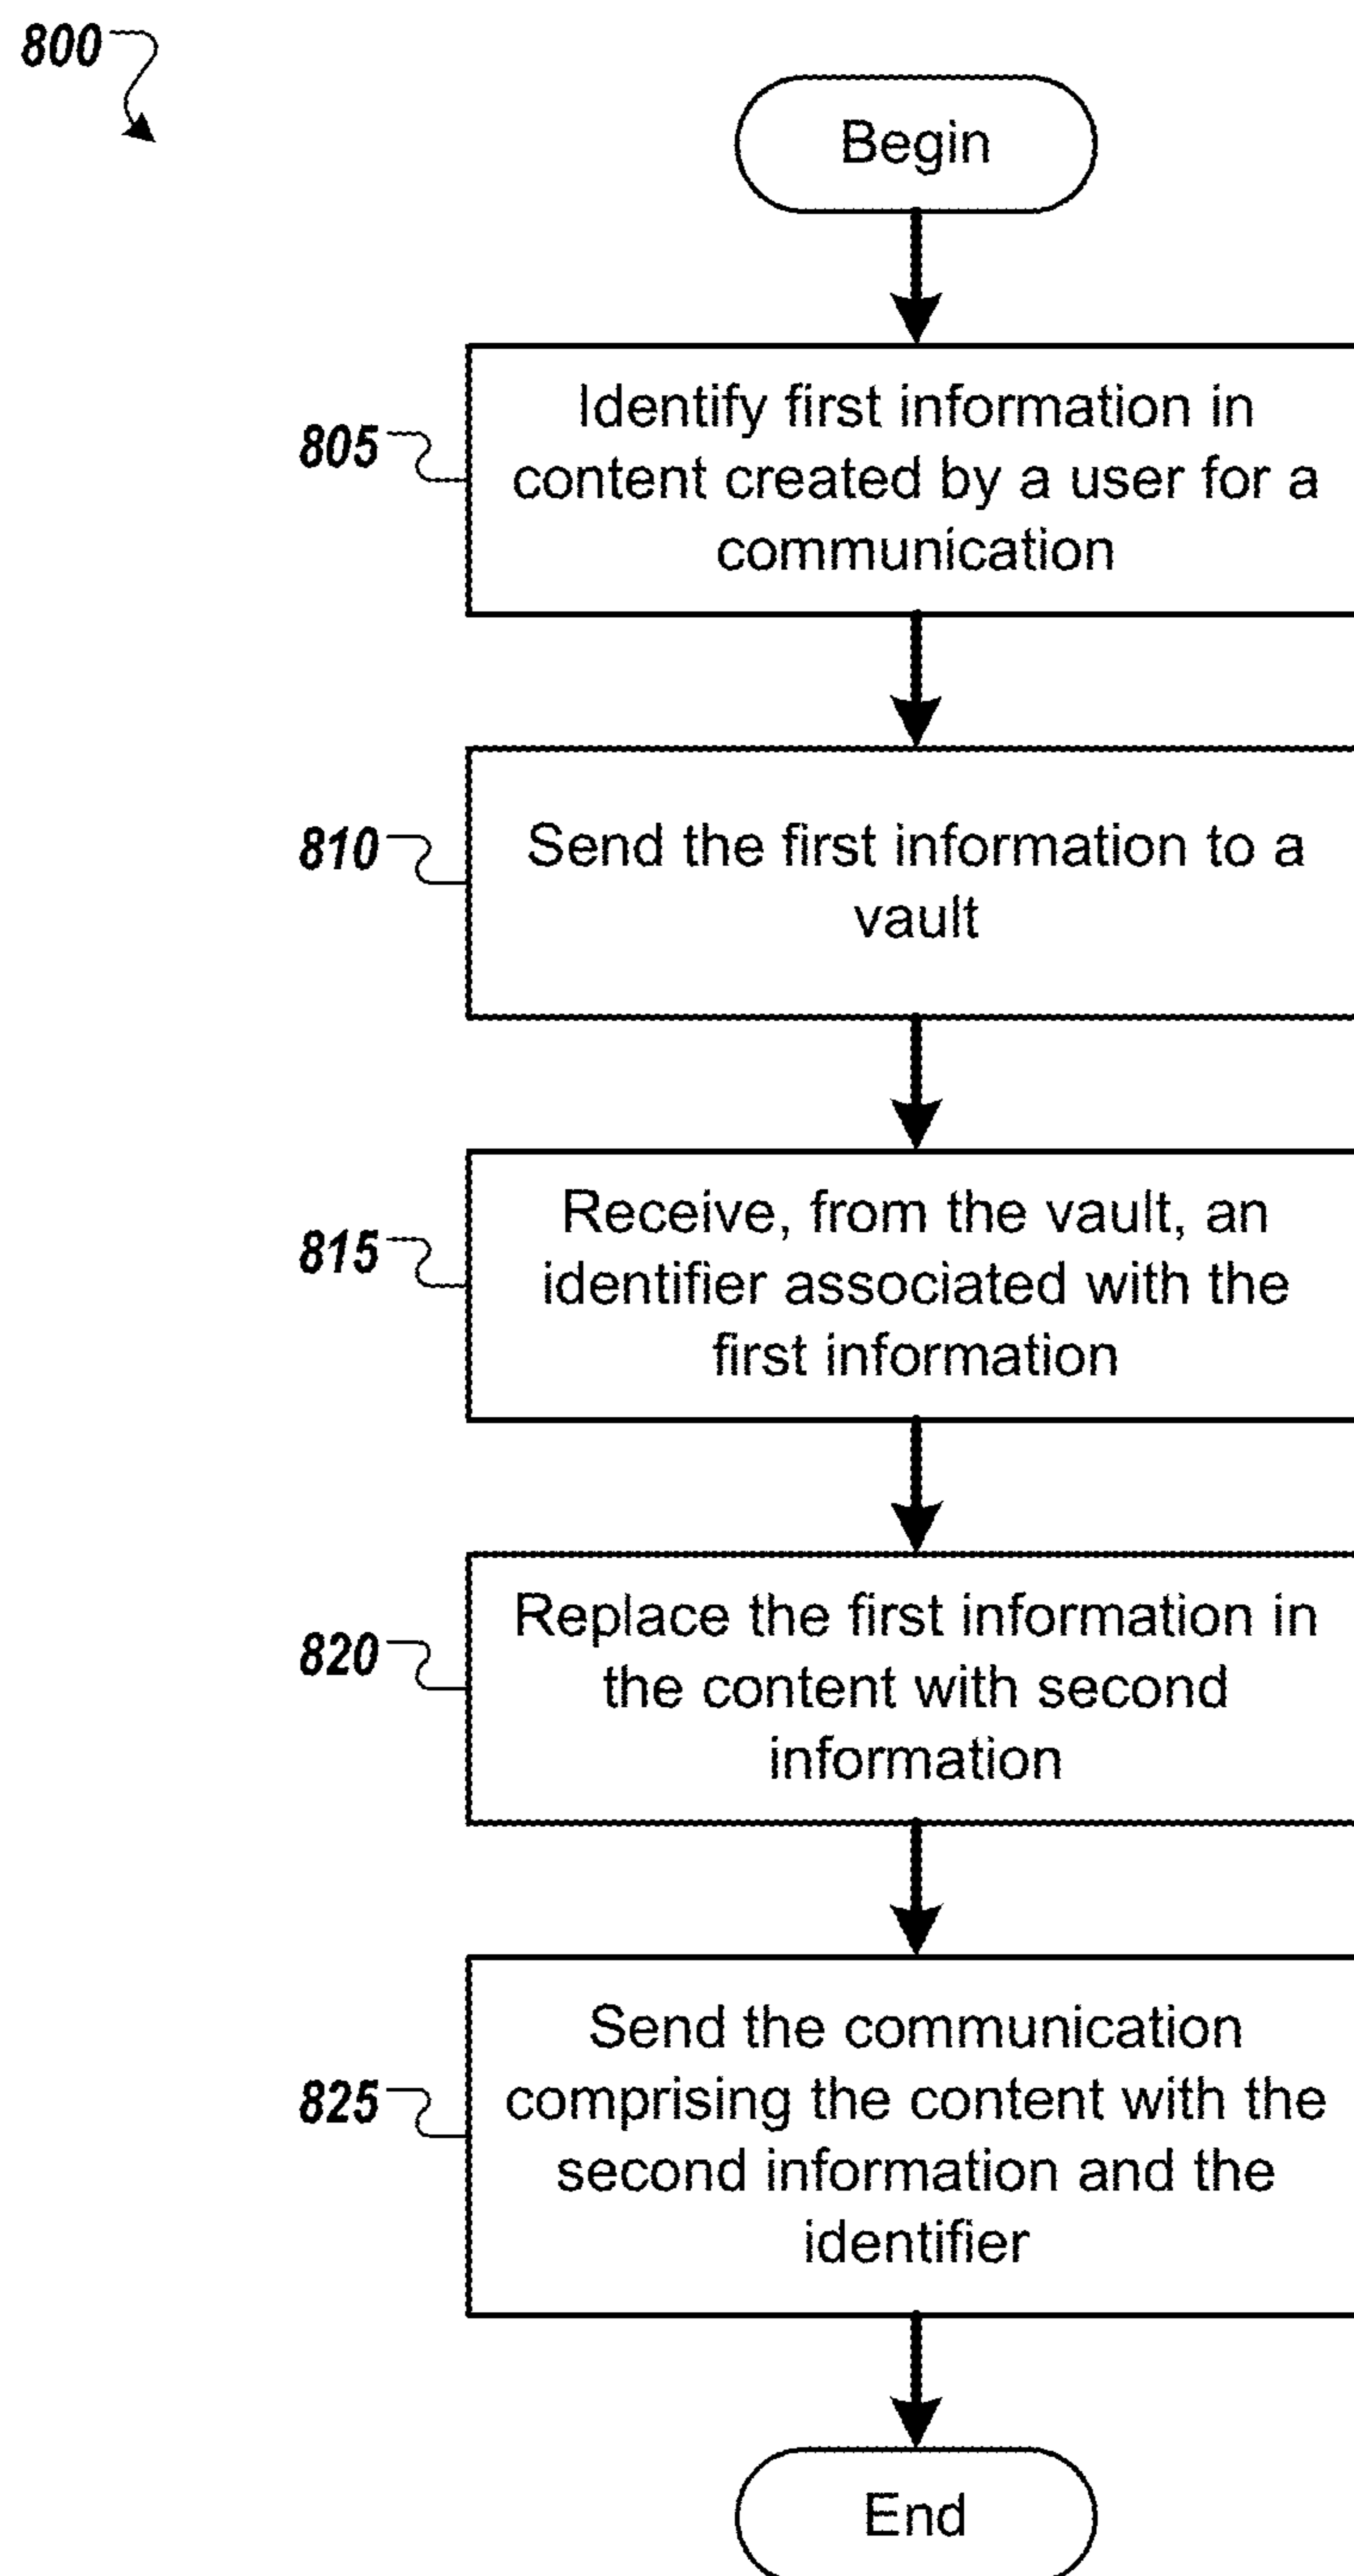 800
Begin
805
Identify first information in
content created by a user for a
communication
810
Send the first information to a
vault
815
Receive, from the vault, an
identifier associated with the
first information
820
Replace the first information in
the content with second
information
825
Send the communication
comprising the content with the
second information and the
identifier
End